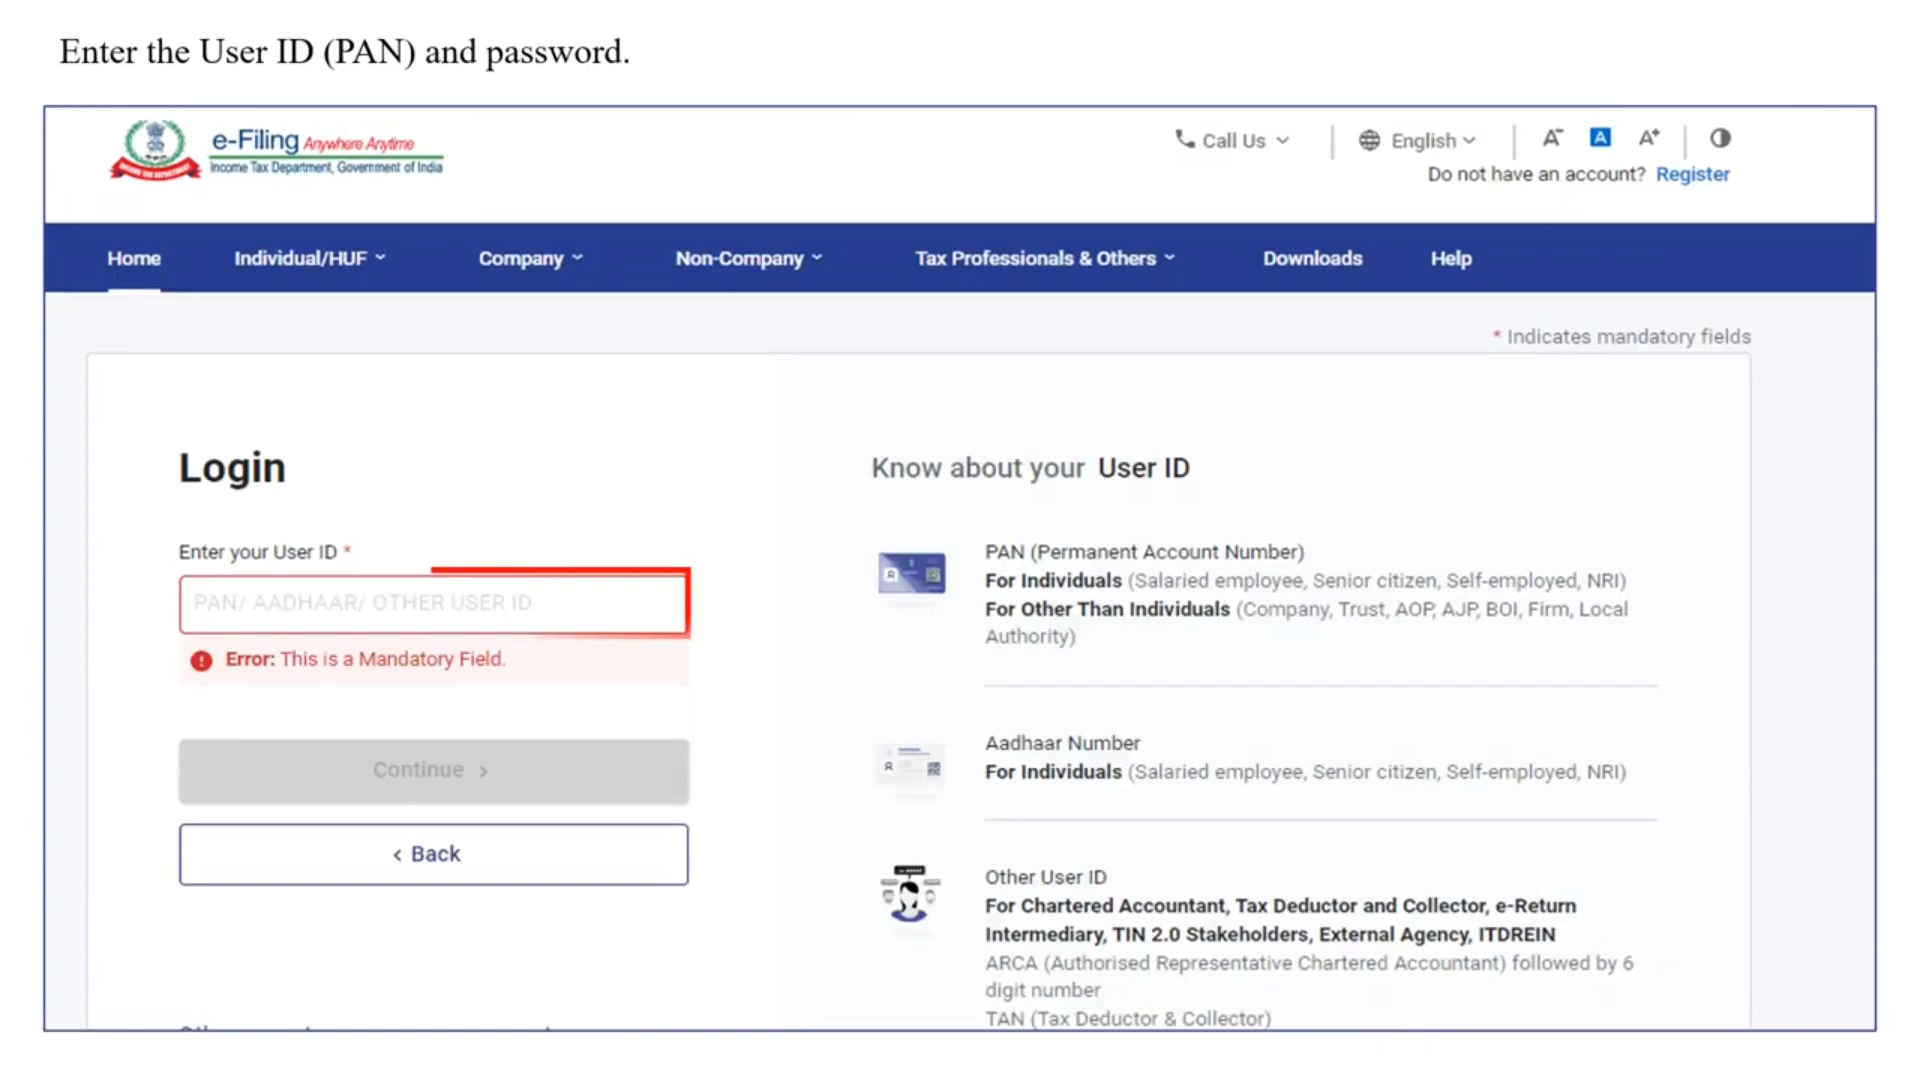 Enter the User ID (PAN) and password.
e-Filing Anywhere Anytime
Income Tax Department, Government of India
Call Us
English
A-
A
A+
Do not have an account? Register
Home
Individual/HUF
Company
Non-Company
Tax Professionals & Others
Downloads
Help
* Indicates mandatory fields
Login
Enter your User ID *
PAN/ AADHAAR/ OTHER USER ID
Error: This is a Mandatory Field.
Continue >
< Back
Know about your User ID
PAN (Permanent Account Number)
For Individuals (Salaried employee, Senior citizen, Self-employed, NRI)
For Other Than Individuals (Company, Trust, AOP, AJP, BOI, Firm, Local
Authority)
Aadhaar Number
For Individuals (Salaried employee, Senior citizen, Self-employed, NRI)
Other User ID
For Chartered Accountant, Tax Deductor and Collector, e-Return
Intermediary, TIN 2.0 Stakeholders, External Agency, ITDREIN
ARCA (Authorised Representative Chartered Accountant) followed by 6
digit number
TAN (Tax Deductor & Collector)